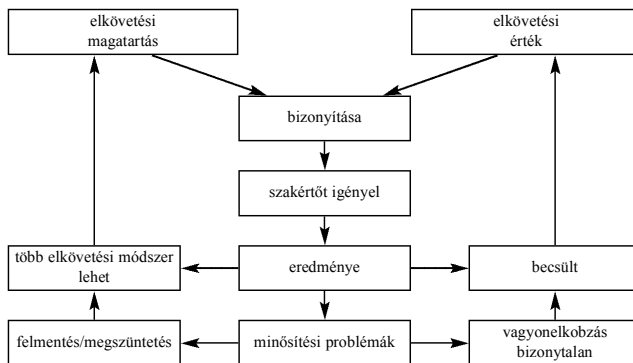 elkövetési
magatartás
elkövetési
érték
bizonyítása
szakértőt igényel
több elkövetési módszer
lehet
eredménye
becsült
felmentés/megszüntetés
minősítési problémák
vagyonelkobzás
bizonytalan